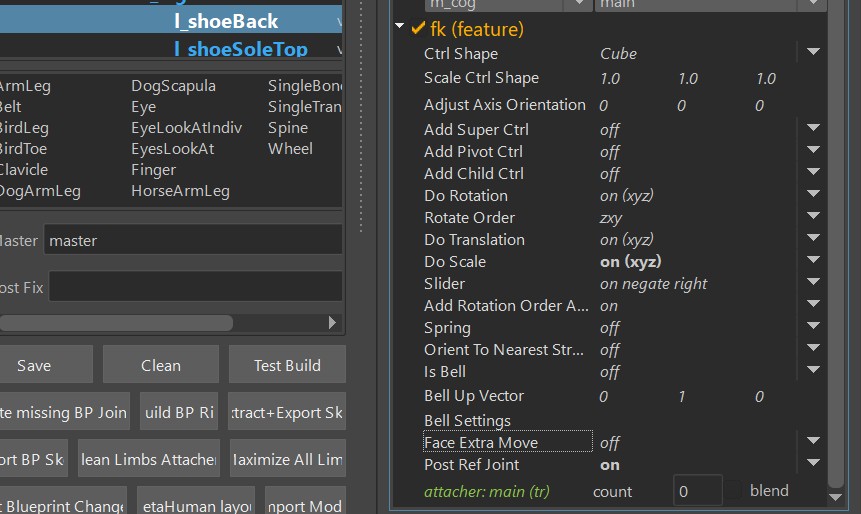 l_shoeBack
l_shoeSoleTop
ArmLeg DogScapula SingleBon
Belt Eye SingleTran
BirdLeg EyeLookAtIndiv Spine
BirdToe EyesLookAt Wheel
Clavicle Finger
DogArmLeg HorseArmLeg
Master master
ost Fix
Save Clean Test Build
te missing BP Join uild BP Ri tract+Export Sk
ort BP Sk lean Limbs Attache laximize All Lim
t Blueprint Change etaHuman layou nport Mod
m_cog main
fk (feature)
Ctrl Shape Cube
Scale Ctrl Shape 1.0 1.0 1.0
Adjust Axis Orientation 0 0 0
Add Super Ctrl off
Add Pivot Ctrl off
Add Child Ctrl off
Do Rotation on (xyz)
Rotate Order zxy
Do Translation on (xyz)
Do Scale on (xyz)
Slider on negate right
Add Rotation Order A... on
Spring off
Orient To Nearest Str... off
Is Bell off
Bell Up Vector 0 1 0
Bell Settings
Face Extra Move off
Post Ref Joint on
attacher: main (tr) count 0 blend